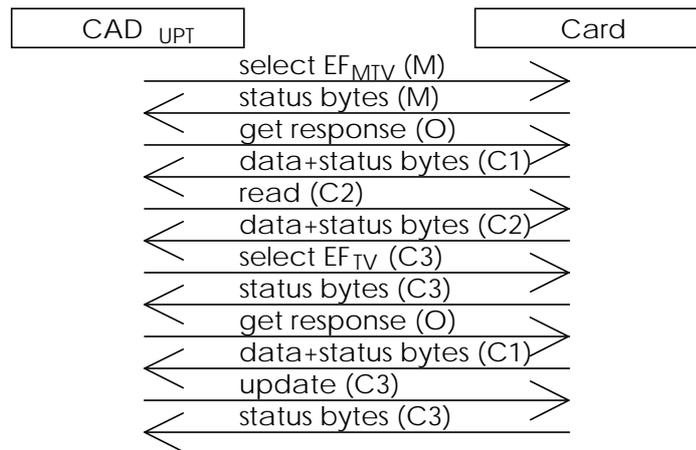 CAD UPT
Card
select EFMTV (M)
status bytes (M)
get response (O)
data+status bytes (C1)
read (C2)
data+status bytes (C2)
select EFTV (C3)
status bytes (C3)
get response (O)
data+status bytes (C1)
update (C3)
status bytes (C3)